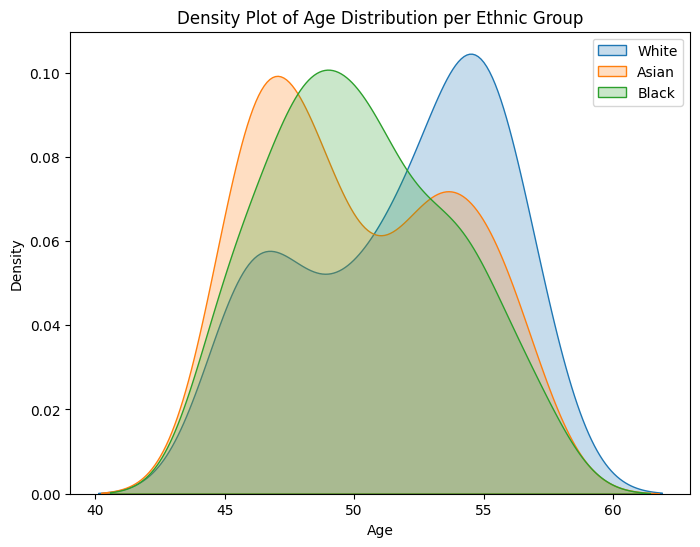 Density Plot of Age Distribution per Ethnic Group
White
Asian
Black
0.10
0.08
0.06
0.04
0.02
0.00
Density
40 45 50 55 60
Age